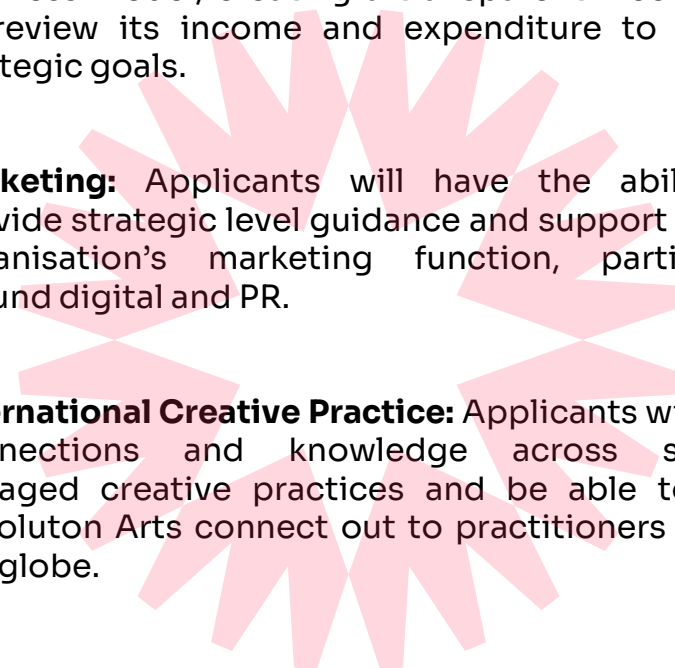 review its income and expenditure to
tegic goals.
keting: Applicants will have the abil
vide strategic level guidance and support
anisation's marketing function, parti
und digital and PR.
rnational Creative Practice: Applicants wi
nections and knowledge across s
aged creative practices and be able t
oluton Arts connect out to practitioners
globe.